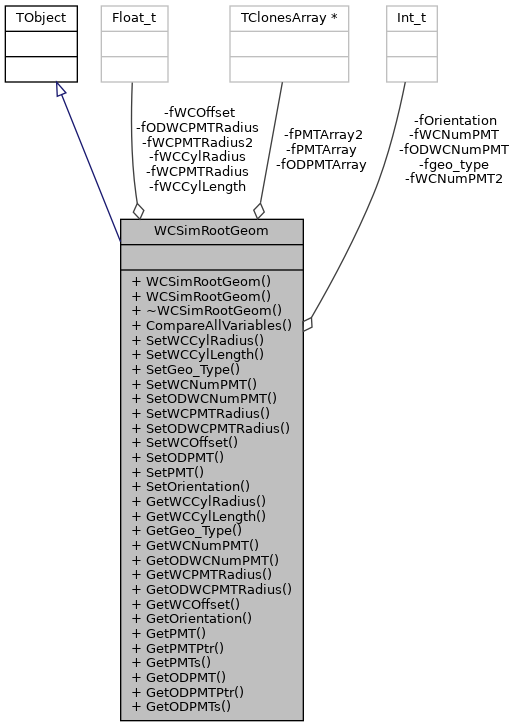 TObject
Float_t
TClonesArray *
Int_t
-fWCOffset
-fODWCPMTRadius
-fWCPMTRadius2
-fWCCylRadius
-fWCPMTRadius
-fWCCylLength
-fPMTArray2
-fPMTArray
-fODPMTArray
-fOrientation
-fWCNumPMT
-fODWCNumPMT
-fgeo_type
-fWCNumPMT2
WCSimRootGeom
+ WCSimRootGeom()
+ WCSimRootGeom()
+ ~WCSimRootGeom()
+ CompareAllVariables()
+ SetWCCylRadius()
+ SetWCCylLength()
+ SetGeo_Type()
+ SetWCNumPMT()
+ SetODWCNumPMT()
+ SetWCPMTRadius()
+ SetODWCPMTRadius()
+ SetWCOffset()
+ SetODPMT()
+ SetPMT()
+ SetOrientation()
+ GetWCCylRadius()
+ GetWCCylLength()
+ GetGeo_Type()
+ GetWCNumPMT()
+ GetODWCNumPMT()
+ GetWCPMTRadius()
+ GetODWCPMTRadius()
+ GetWCOffset()
+ GetOrientation()
+ GetPMT()
+ GetPMTPtr()
+ GetPMTs()
+ GetODPMT()
+ GetODPMTPtr()
+ GetODPMTs()